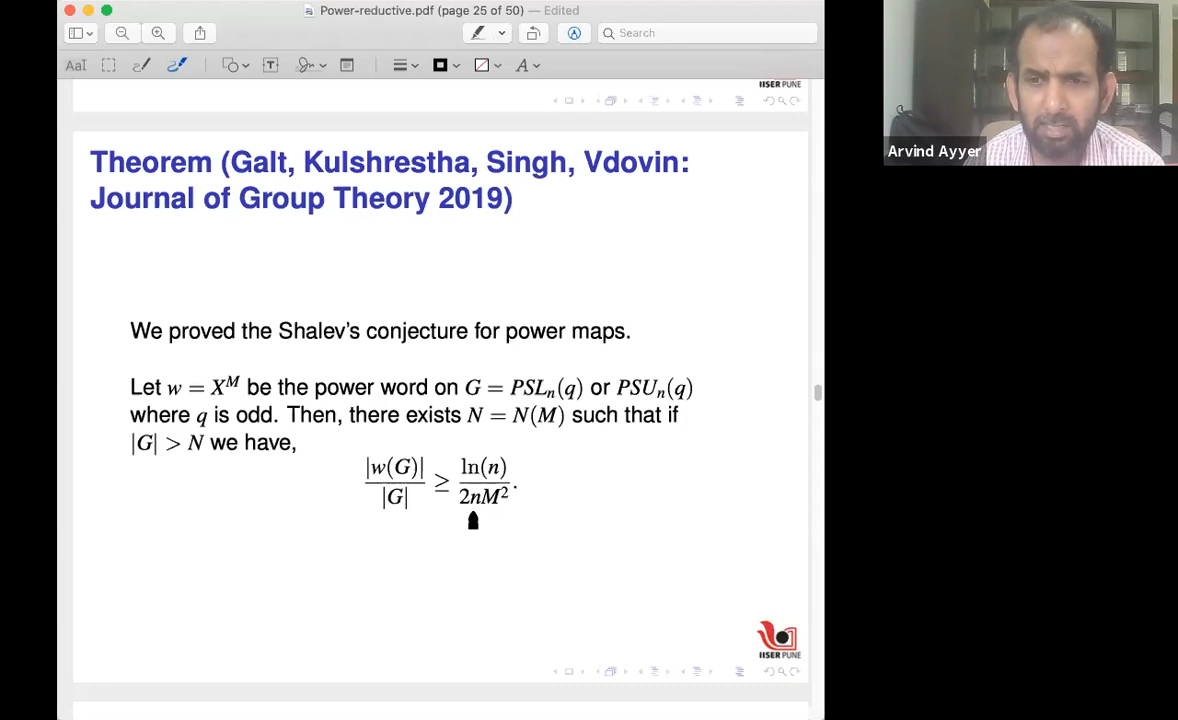 Power-reductive.pdf (page 25 of 50) — Edited
Search
AaI
T
A
IISER PUNE
Arvind Ayyer
Theorem (Galt, Kulshrestha, Singh, Vdovin:
Journal of Group Theory 2019)
We proved the Shalev's conjecture for power maps.
Let w = X^M be the power word on G = PSL_n(q) or PSU_n(q)
where q is odd. Then, there exists N = N(M) such that if
|G| > N we have,
|w(G)| / |G| ≥ ln(n) / 2nM².
IISER PUNE